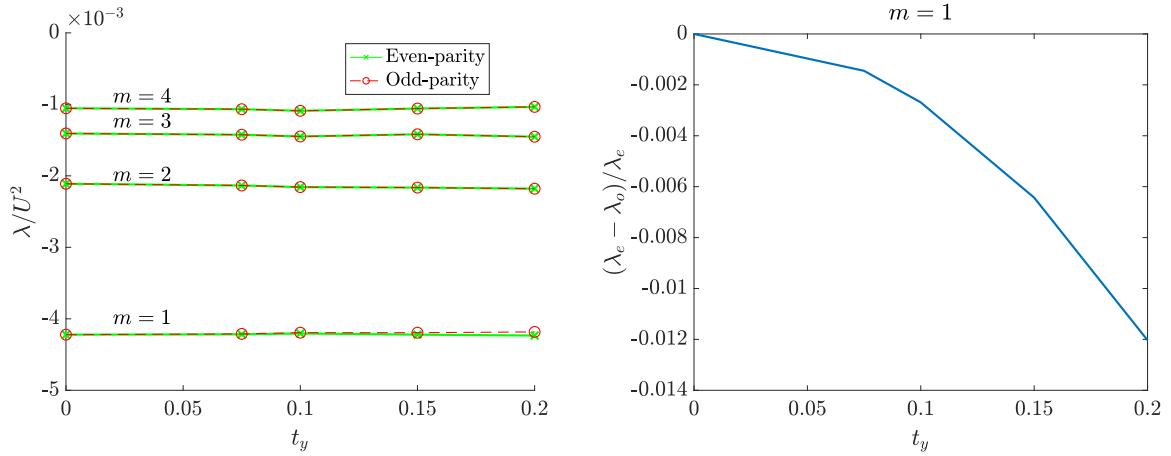 ×10⁻³
0
-1
-2
-3
-4
-5
λ/U²
Even-parity
Odd-parity
m = 4
m = 3
m = 2
m = 1
0 0.05 0.1 0.15 0.2
t_y
m = 1
0
-0.002
-0.004
-0.006
-0.008
-0.01
-0.012
-0.014
(λ_e − λ_o)/λ_e
0 0.05 0.1 0.15 0.2
t_y